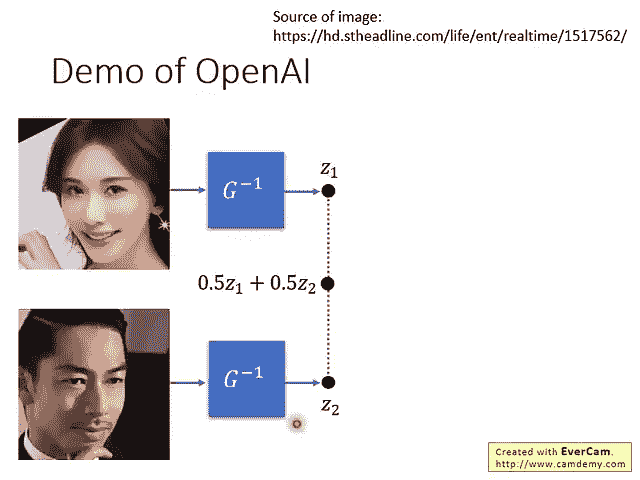 Source of image:
https://hd.stheadline.com/life/ent/realtime/1517562/
Demo of OpenAI
G⁻¹
z₁
0.5z₁ + 0.5z₂
G⁻¹
z₂
Created with EverCam.
http://www.camdemy.com